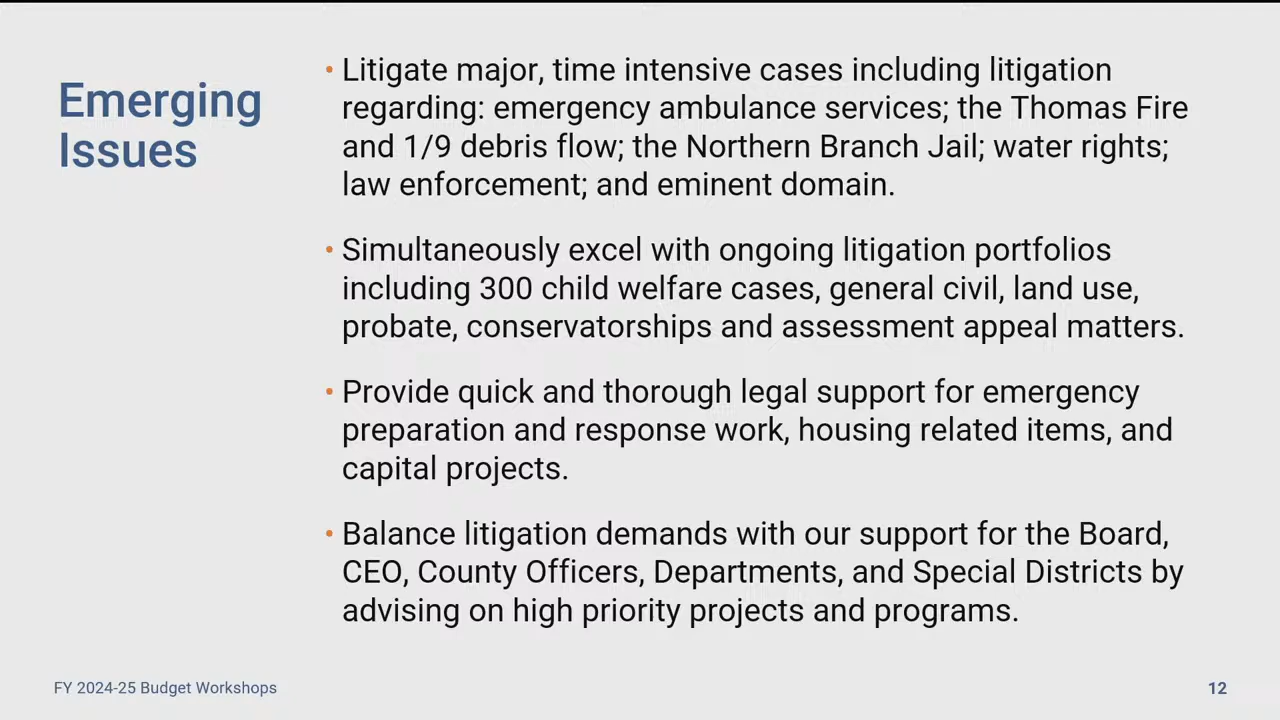 Emerging
Issues
• Litigate major, time intensive cases including litigation
regarding: emergency ambulance services; the Thomas Fire
and 1/9 debris flow; the Northern Branch Jail; water rights;
law enforcement; and eminent domain.
• Simultaneously excel with ongoing litigation portfolios
including 300 child welfare cases, general civil, land use,
probate, conservatorships and assessment appeal matters.
• Provide quick and thorough legal support for emergency
preparation and response work, housing related items, and
capital projects.
• Balance litigation demands with our support for the Board,
CEO, County Officers, Departments, and Special Districts by
advising on high priority projects and programs.
FY 2024-25 Budget Workshops
12